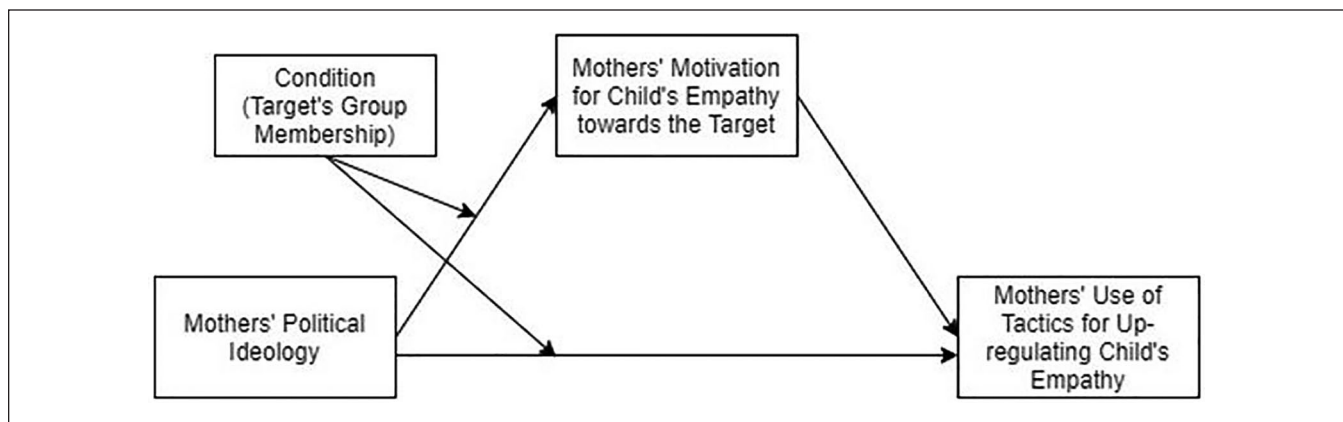 Condition
(Target's Group
Membership)
Mothers' Motivation
for Child's Empathy
towards the Target
Mothers' Political
Ideology
Mothers' Use of
Tactics for Up-
regulating Child's
Empathy